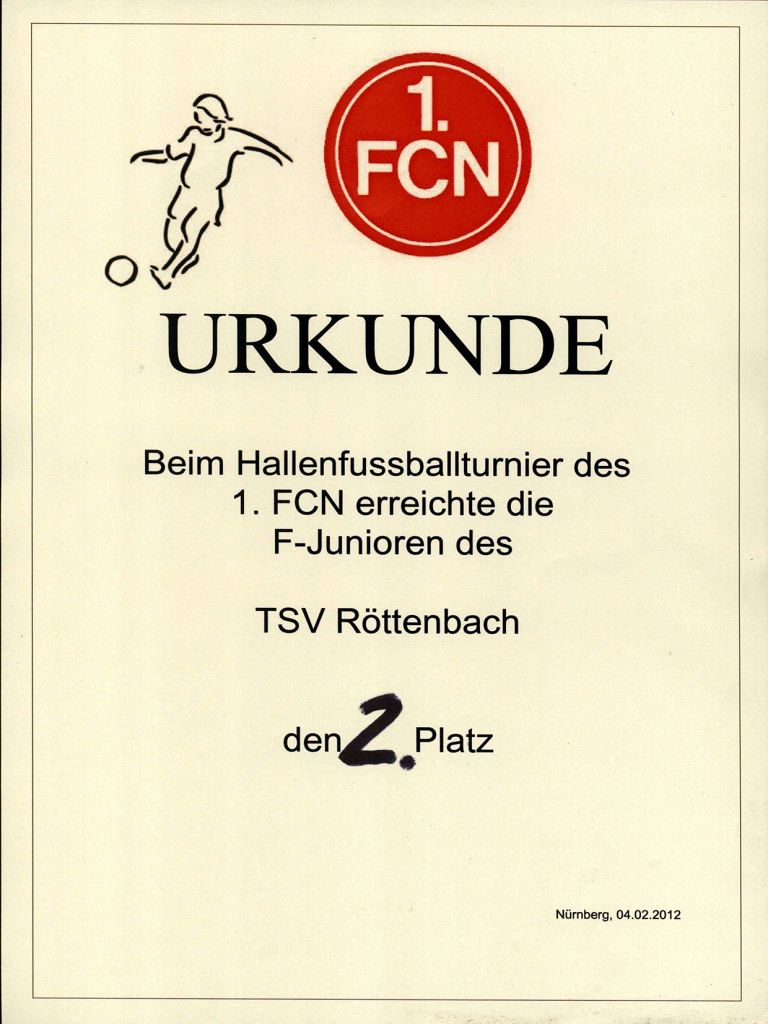 1.
FCN
URKUNDE
Beim Hallenfussballturnier des
1. FCN erreichte die
F-Junioren des
TSV Röttenbach
den 2. Platz
Nürnberg, 04.02.2012